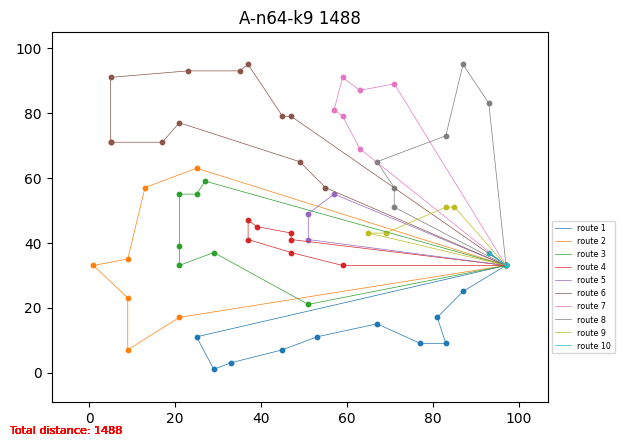 A-n64-k9 1488
100
80
60
40
20
0
0 20 40 60 80 100
route 1
route 2
route 3
route 4
route 5
route 6
route 7
route 8
route 9
route 10
Total distance: 1488